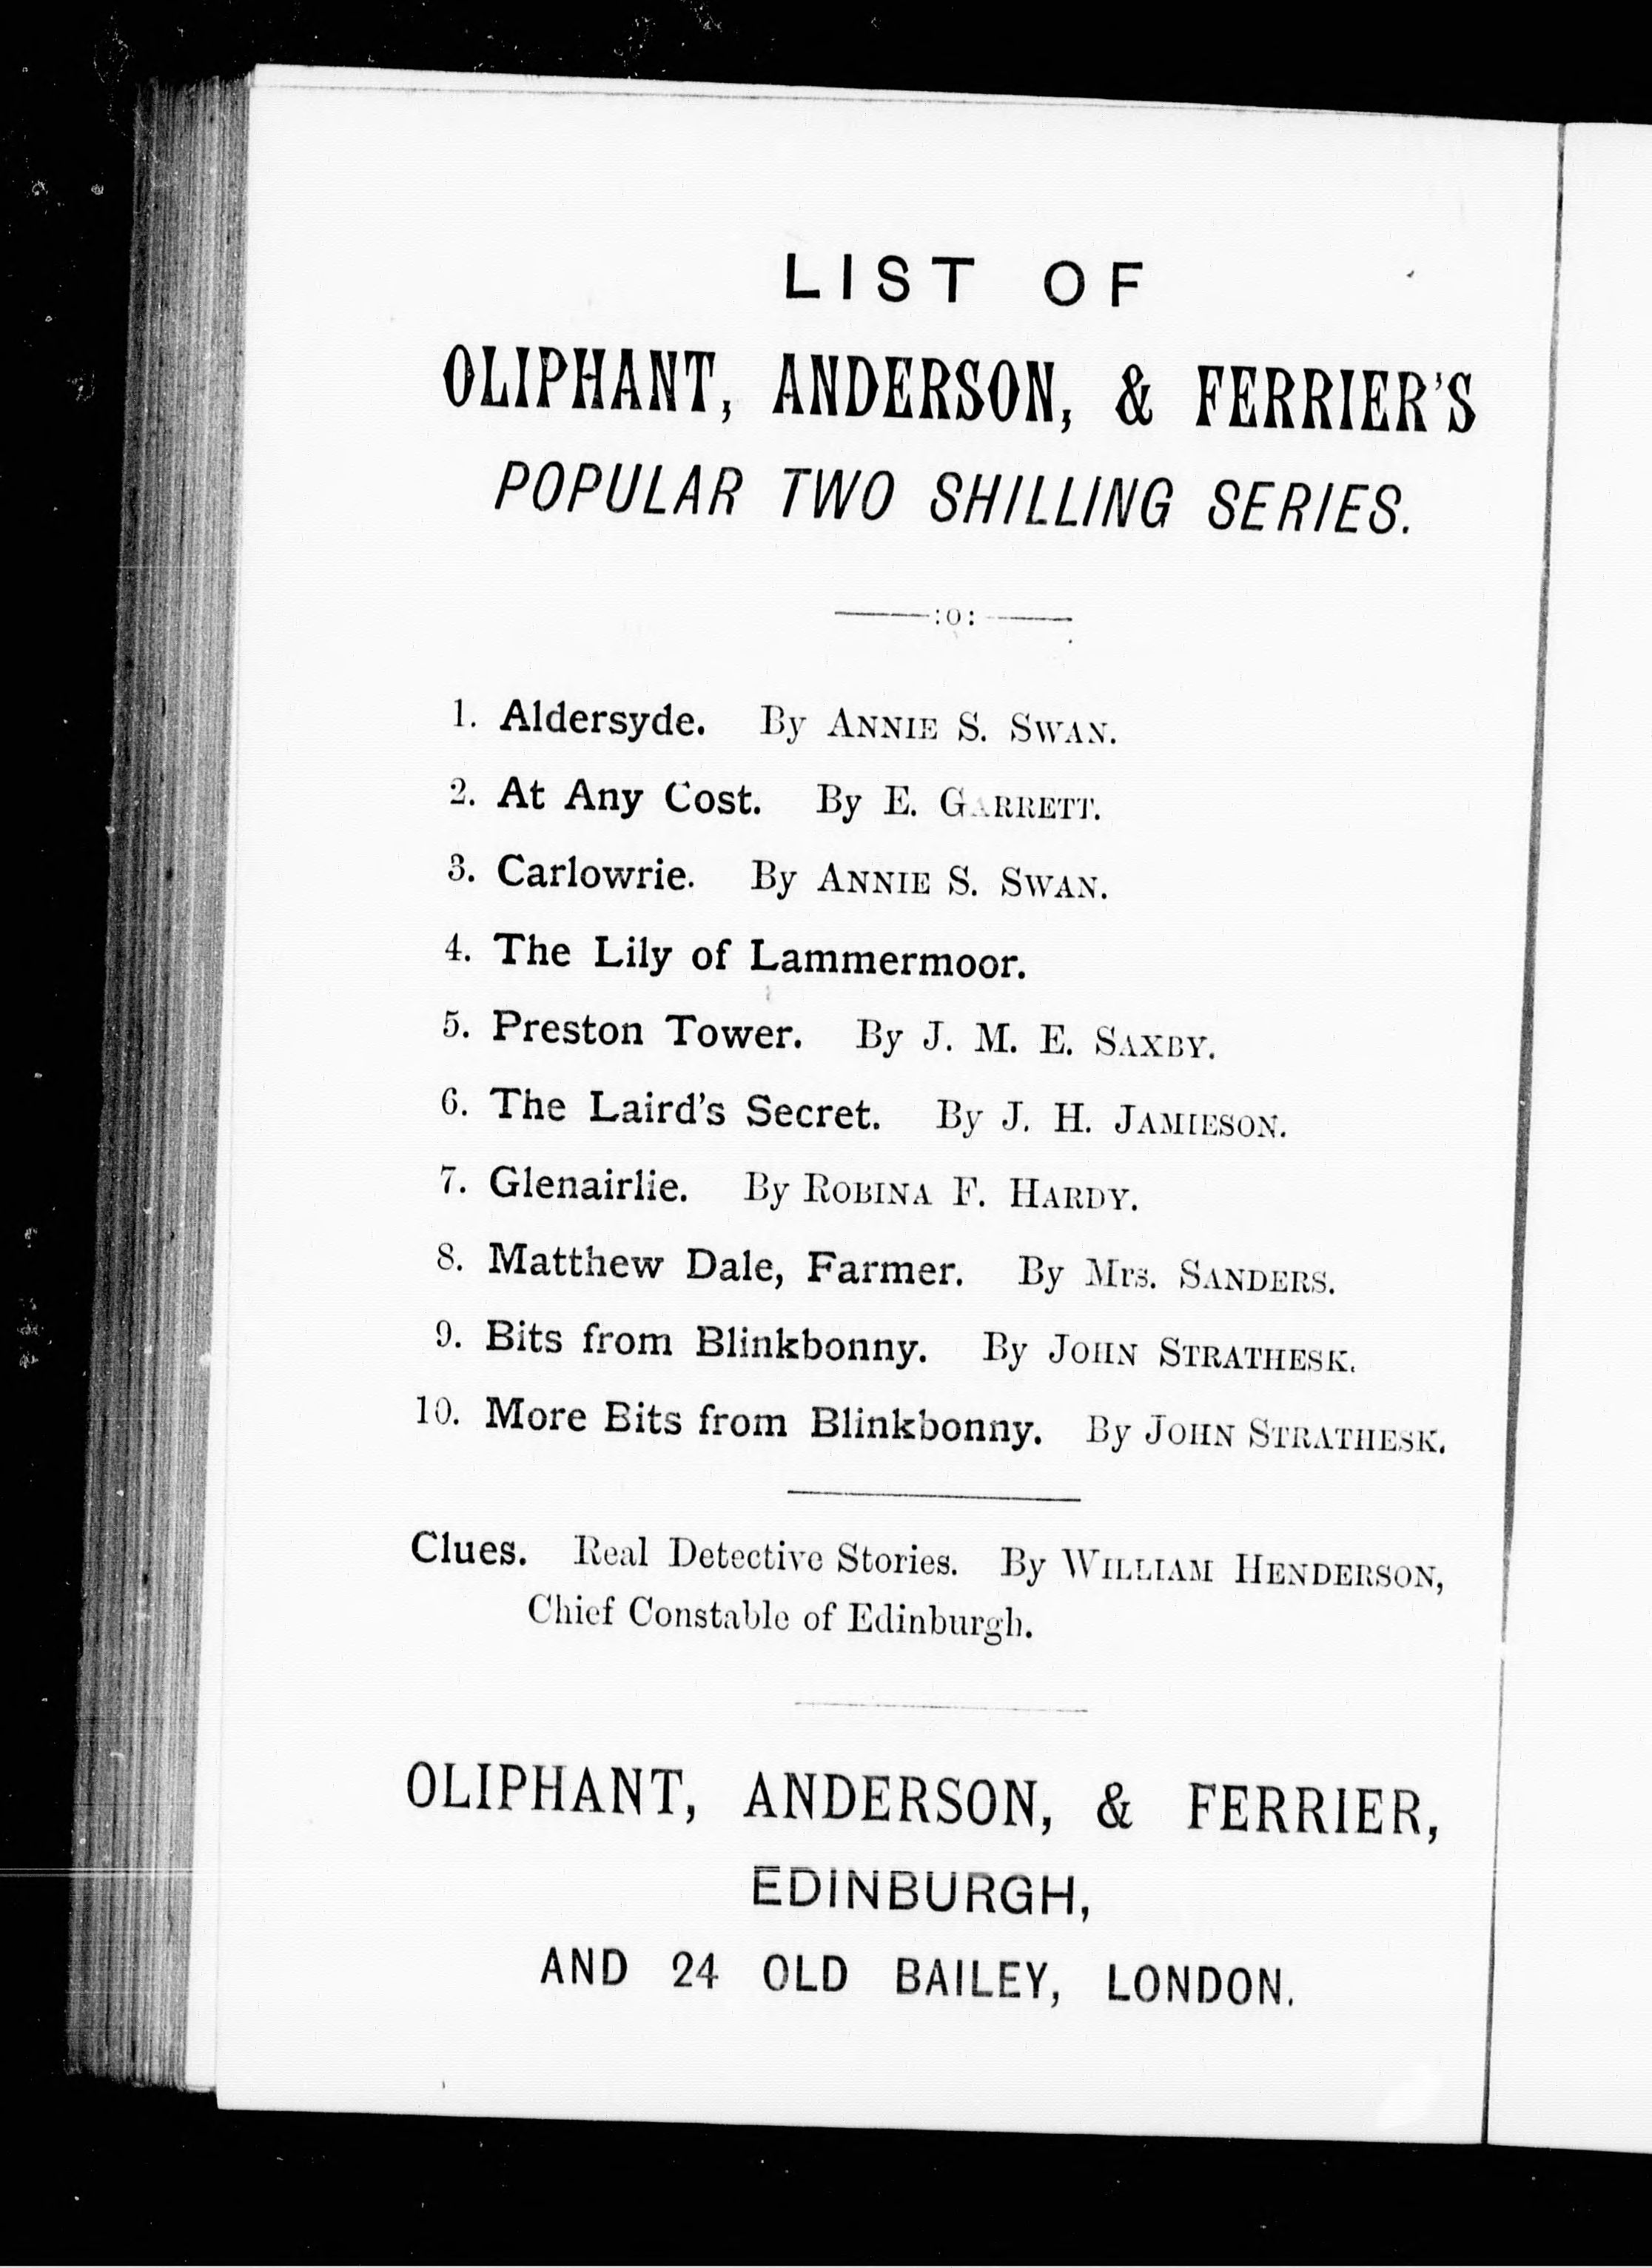 LIST OF
OLIPHANT, ANDERSON, & FERRIER'S
POPULAR TWO SHILLING SERIES.
:o:
1. Aldersyde. By ANNIE S. SWAN.
2. At Any Cost. By E. GARRETT.
3. Carlowrie. By ANNIE S. SWAN.
4. The Lily of Lammermoor.
5. Preston Tower. By J. M. E. SAXBY.
6. The Laird's Secret. By J. H. JAMIESON.
7. Glenairlie. By ROBINA F. HARDY.
8. Matthew Dale, Farmer. By Mrs. SANDERS.
9. Bits from Blinkbonny. By JOHN STRATHESK.
10. More Bits from Blinkbonny. By JOHN STRATHESK.
Clues. Real Detective Stories. By WILLIAM HENDERSON,
Chief Constable of Edinburgh.
OLIPHANT, ANDERSON, & FERRIER,
EDINBURGH,
AND 24 OLD BAILEY, LONDON.